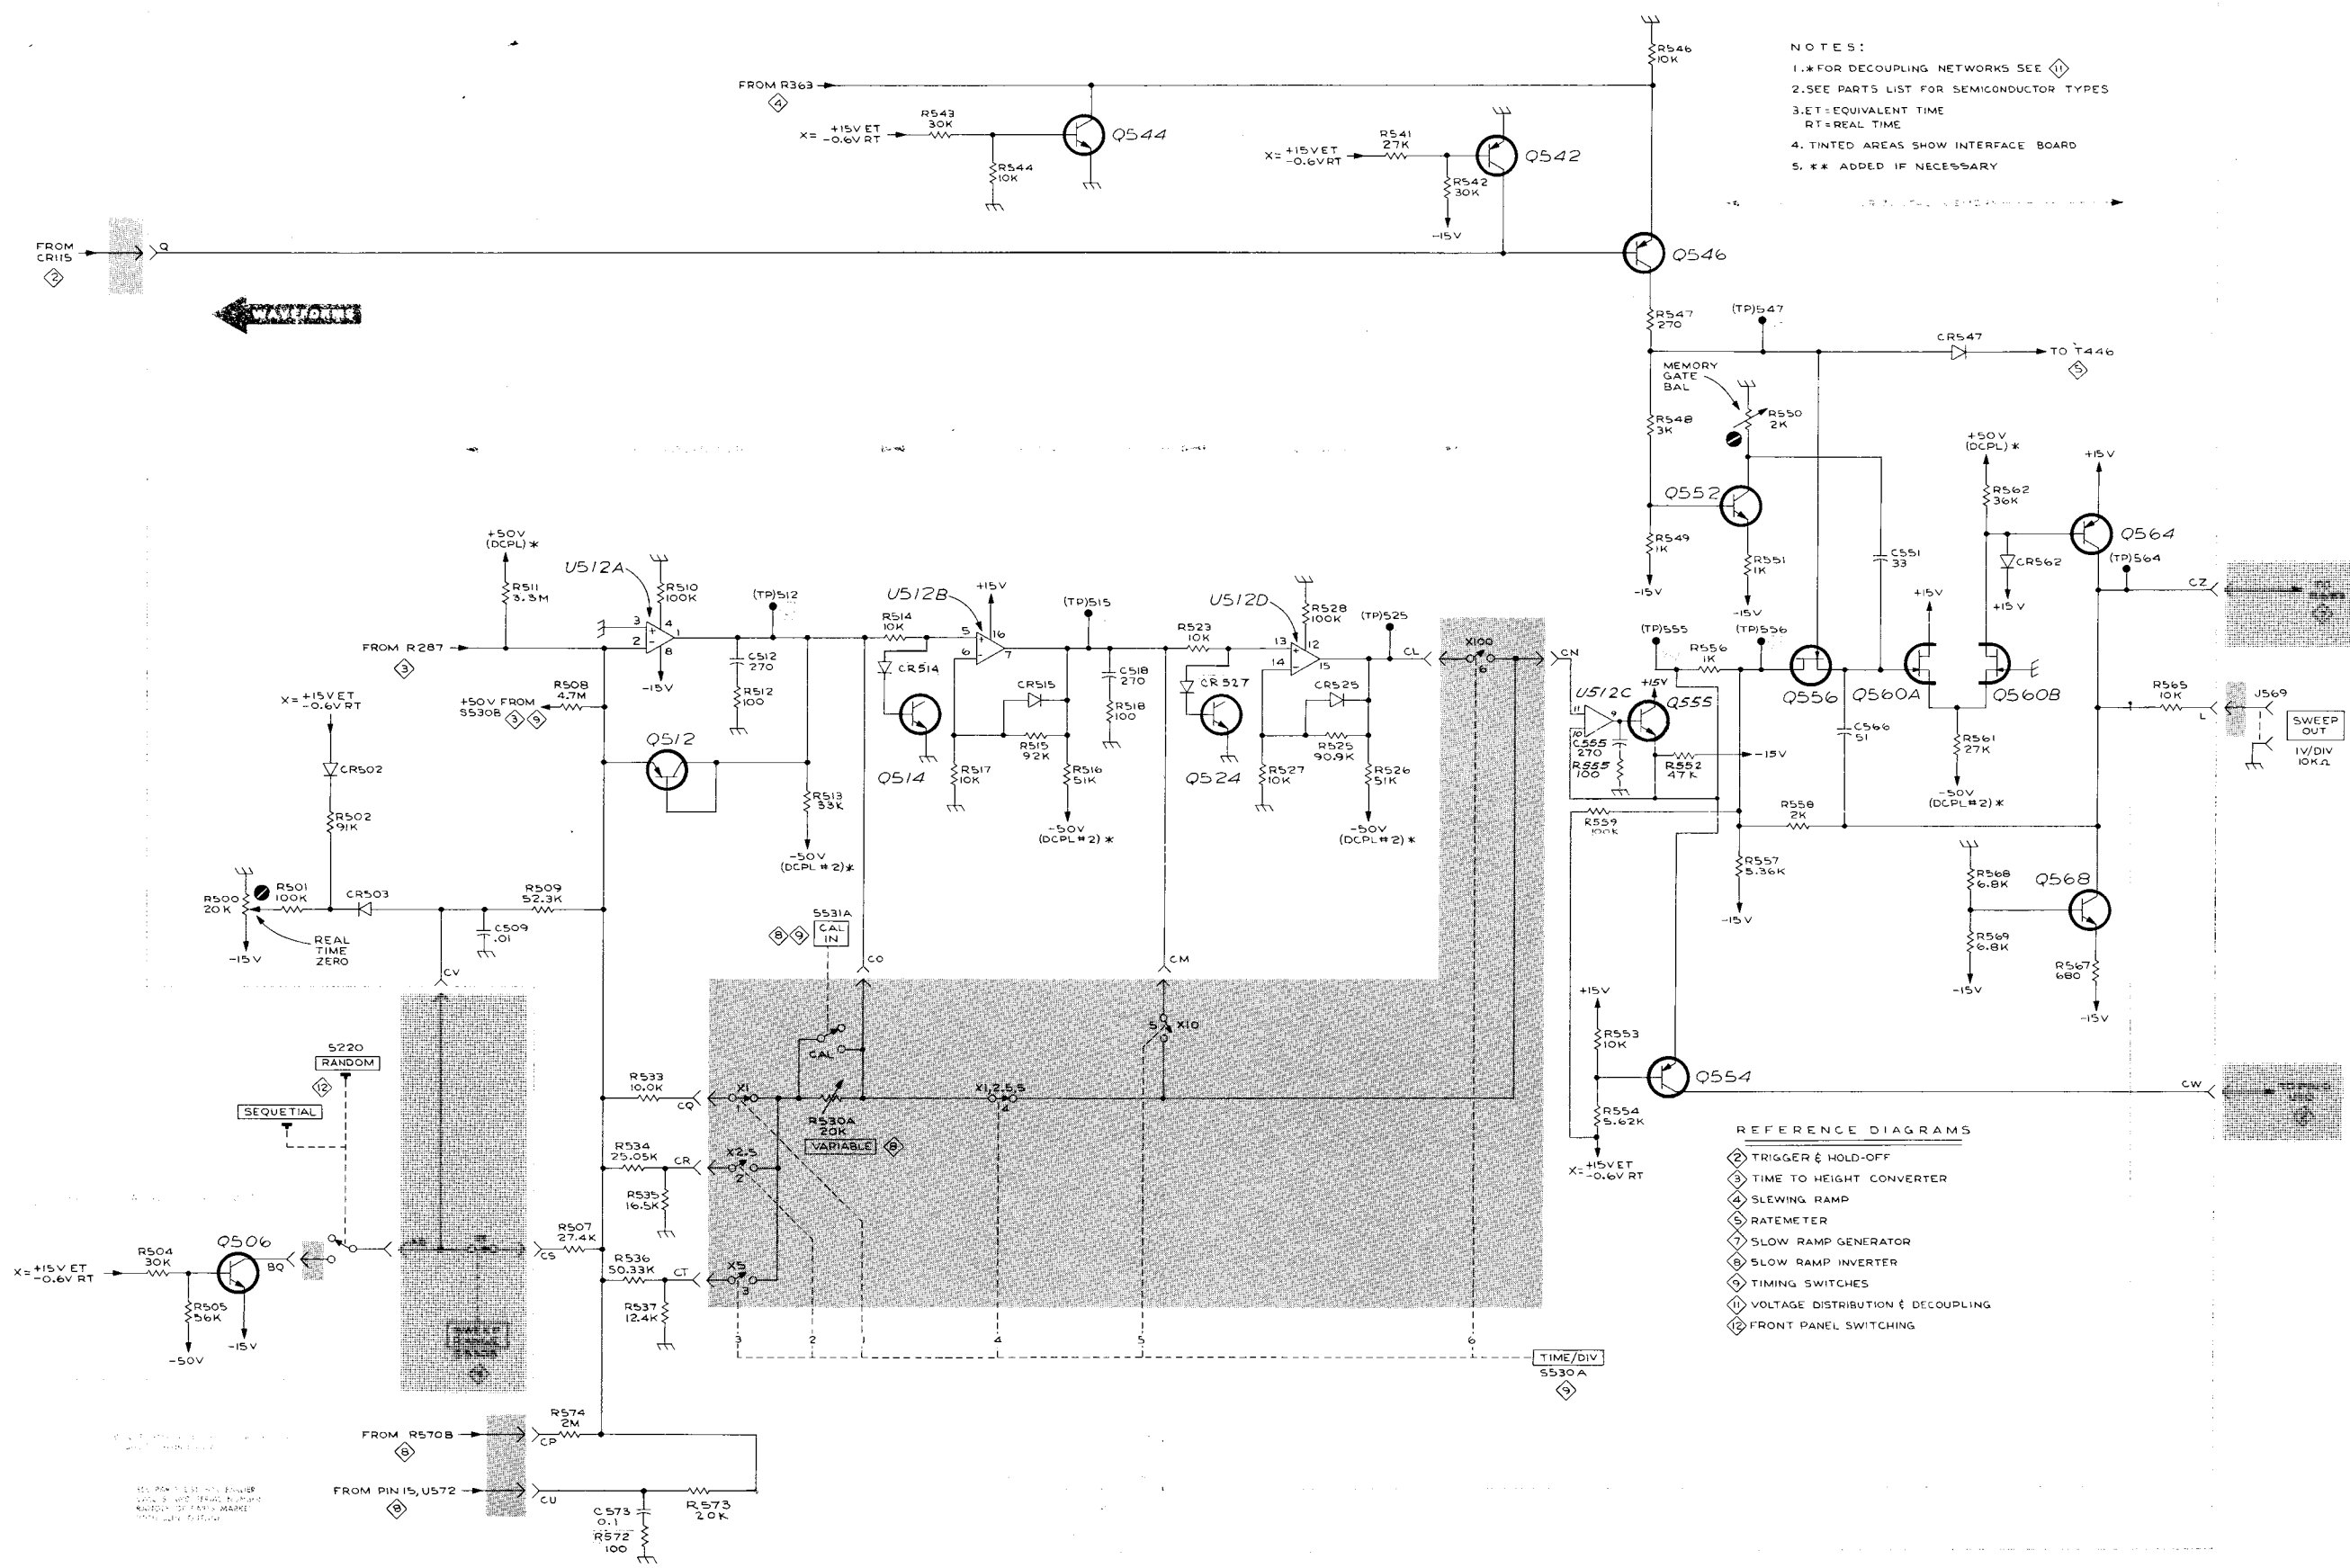 NOTES:
1.*FOR DECOUPLING NETWORKS SEE 11
2.SEE PARTS LIST FOR SEMICONDUCTOR TYPES
3.ET=EQUIVALENT TIME
RT=REAL TIME
4. TINTED AREAS SHOW INTERFACE BOARD
5. ** ADDED IF NECESSARY
R546
10K
FROM R363
4
X= +15V ET
-0.6V RT
R543
30K
Q544
R544
10K
X= +15V ET
-0.6V RT
R541
27K
Q542
R542
30K
-15V
FROM
CR115
2
Q
Q546
WAVEFORMS
R547
270
(TP)547
CR547
TO T446
5
MEMORY
GATE
BAL
R550
2K
R548
3K
Q552
R549
1K
-15V
R551
1K
-15V
C551
33
+50V
(DCPL)*
R562
36K
+15V
Q564
CR562
+15V
(TP)564
CZ
+50V
(DCPL)*
R511
3.3M
U512A
R510
100K
3
2
4
1
8
-15V
(TP)512
FROM R287
3
C512
270
R512
100
R514
10K
CR514
Q514
U512B
+15V
5
6
16
7
(TP)515
CR515
R515
92K
R517
10K
R516
51K
-50V
(DCPL#2)*
C518
270
R518
100
R523
10K
CR527
Q524
U512D
R528
100K
13
14
12
15
(TP)525
CR525
R525
90.9K
R527
10K
R526
51K
-50V
(DCPL#2)*
CL
X100
6
CN
U512C
11
10
9
+15V
Q555
C555
270
R555
100
R552
47K
-15V
(TP)555
R556
1K
(TP)556
Q556
Q560A
+15V
Q560B
C566
51
R561
27K
-50V
(DCPL#2)*
R565
10K
L
J569
SWEEP
OUT
1V/DIV
10KΩ
R559
100K
R558
2K
R557
5.36K
-15V
R568
6.8K
R569
6.8K
-15V
Q568
R567
680
-15V
+50V FROM
S530B
3
9
R508
4.7M
X= +15V ET
-0.6V RT
CR502
R502
91K
Q512
R513
33K
-50V
(DCPL#2)*
R500
20K
R501
100K
-15V
REAL
TIME
ZERO
CR503
R509
52.3K
C509
.01
CV
8
9
S531A
CAL
IN
CO
CM
CAL
5
X10
R533
10.0K
CQ
X1
1
R530A
20K
VARIABLE
8
X1,2.5,5
4
R534
25.05K
R535
16.5K
CR
X2.5
2
R536
50.33K
R537
12.4K
CT
X5
3
3
2
1
4
5
6
TIME/DIV
S530A
9
S220
RANDOM
12
SEQUETIAL
X= +15V ET
-0.6V RT
R504
30K
Q506
BQ
R505
56K
-50V
-15V
CS
R507
27.4K
FROM R570B
8
CP
R574
2M
FROM PIN 15, U572
8
CU
C573
0.1
R572
100
R573
20K
+15V
R553
10K
Q554
R554
5.62K
X= +15V ET
-0.6V RT
CW
REFERENCE DIAGRAMS
2 TRIGGER & HOLD-OFF
3 TIME TO HEIGHT CONVERTER
4 SLEWING RAMP
5 RATEMETER
7 SLOW RAMP GENERATOR
8 SLOW RAMP INVERTER
9 TIMING SWITCHES
11 VOLTAGE DISTRIBUTION & DECOUPLING
12 FRONT PANEL SWITCHING